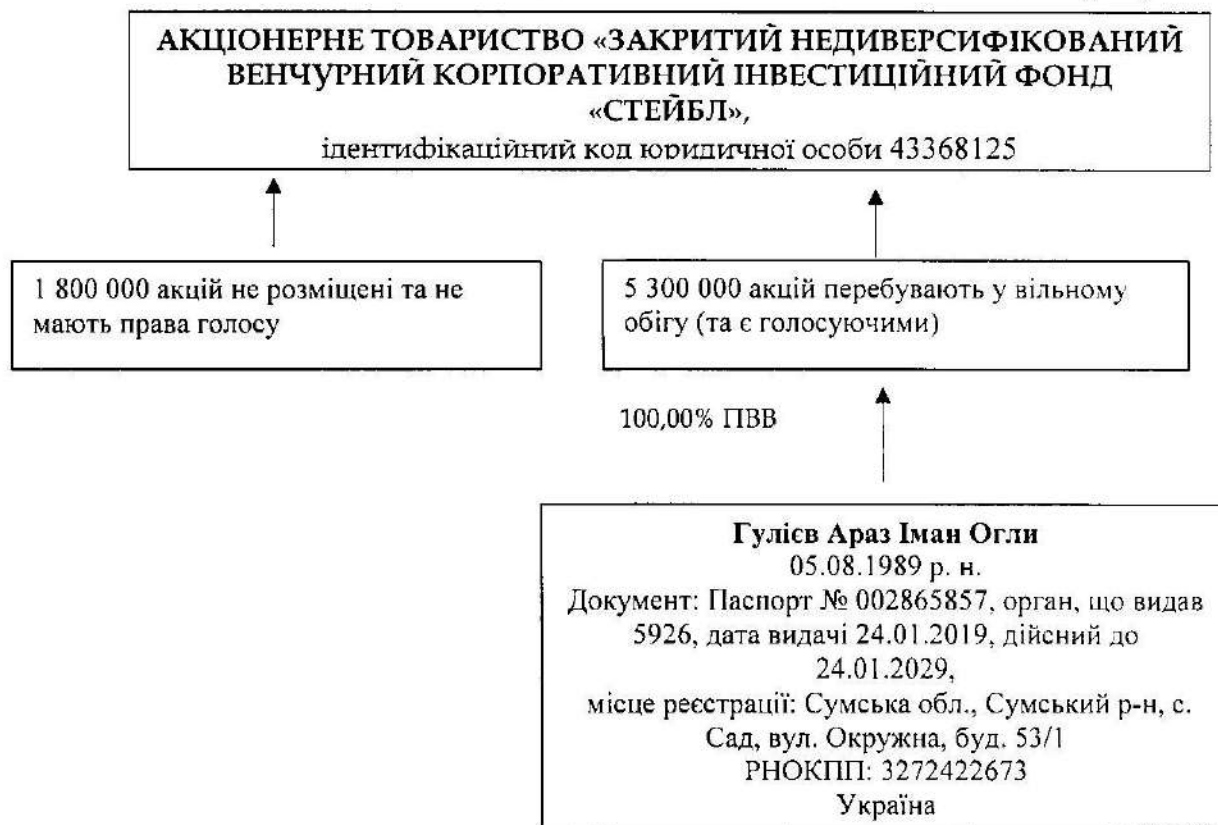 АКЦІОНЕРНЕ ТОВАРИСТВО «ЗАКРИТИЙ НЕДИВЕРСИФІКОВАНИЙ
ВЕНЧУРНИЙ КОРПОРАТИВНИЙ ІНВЕСТИЦІЙНИЙ ФОНД
«СТЕЙБЛ»,
ідентифікаційний код юридичної особи 43368125
1 800 000 акцій не розміщені та не
мають права голосу
5 300 000 акцій перебувають у вільному
обігу (та є голосуючими)
100,00% ПВВ
Гулієв Араз Іман Огли
05.08.1989 р. н.
Документ: Паспорт № 002865857, орган, що видав
5926, дата видачі 24.01.2019, дійсний до
24.01.2029,
місце реєстрації: Сумська обл., Сумський р-н, с.
Сад, вул. Окружна, буд. 53/1
РНОКПП: 3272422673
Україна